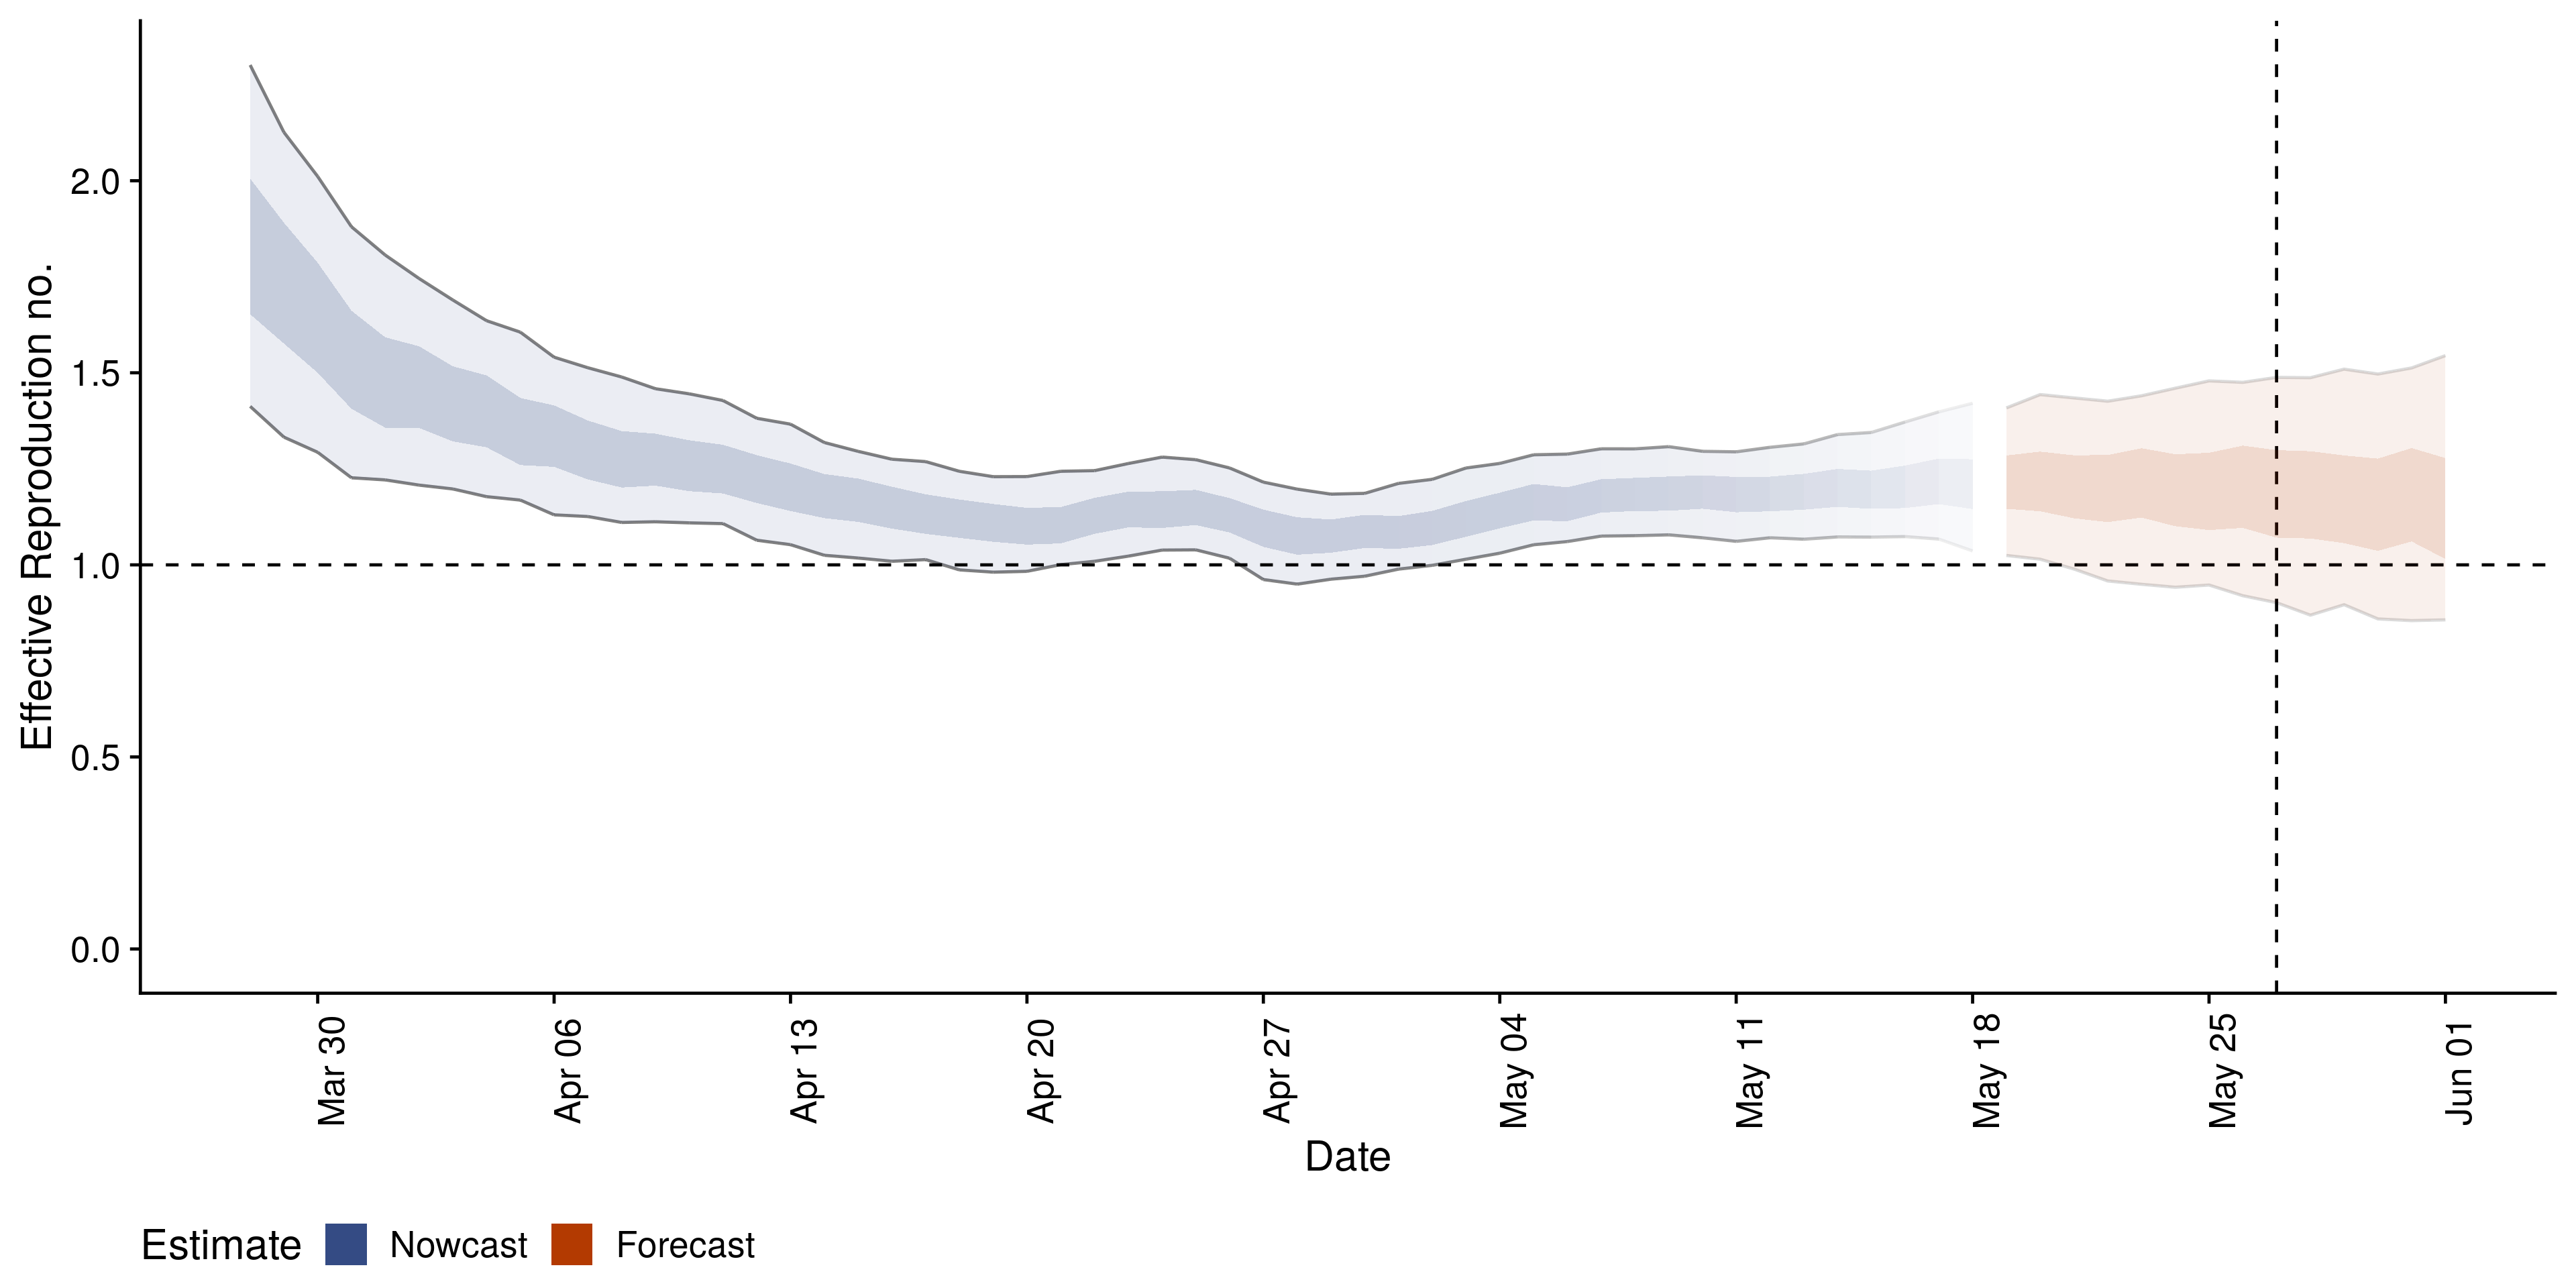 Effective Reproduction no.
2.0
1.5
1.0
0.5
0.0
Mar 30
Apr 06
Apr 13
Apr 20
Apr 27
May 04
May 11
May 18
May 25
Jun 01
Date
Estimate Nowcast Forecast